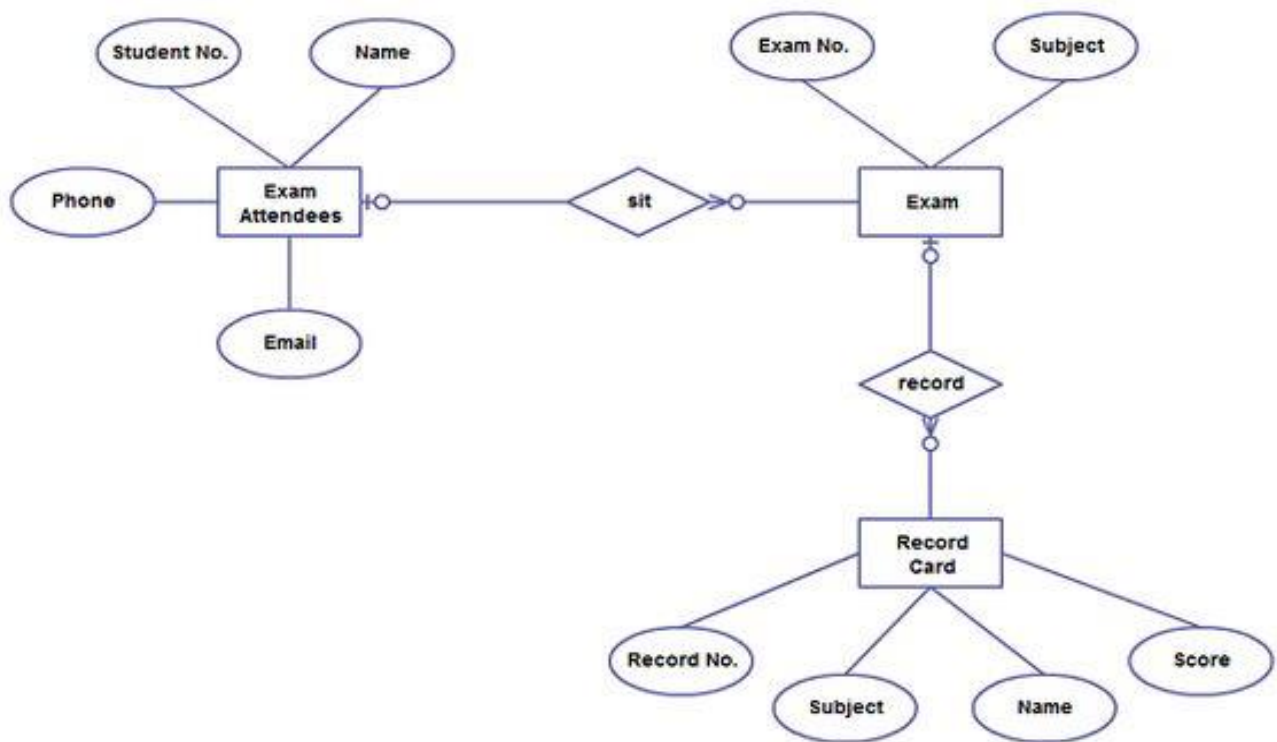 Student No.
Name
Exam No.
Subject
Phone
Exam
Attendees
sit
Exam
Email
record
Record
Card
Record No.
Subject
Name
Score